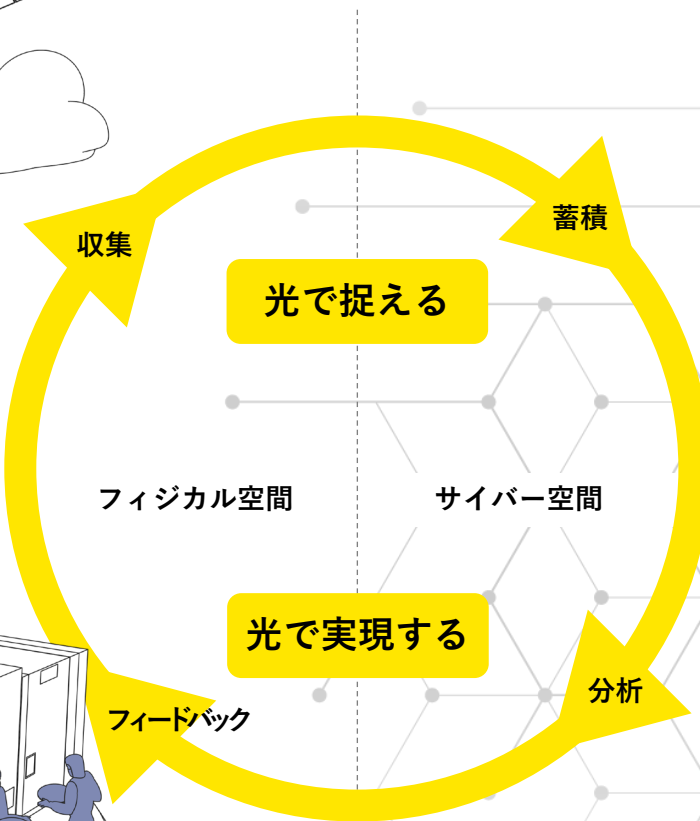 蓄積
収集
光で捉える
フィジカル空間
サイバー空間
光で実現する
分析
フィードバック